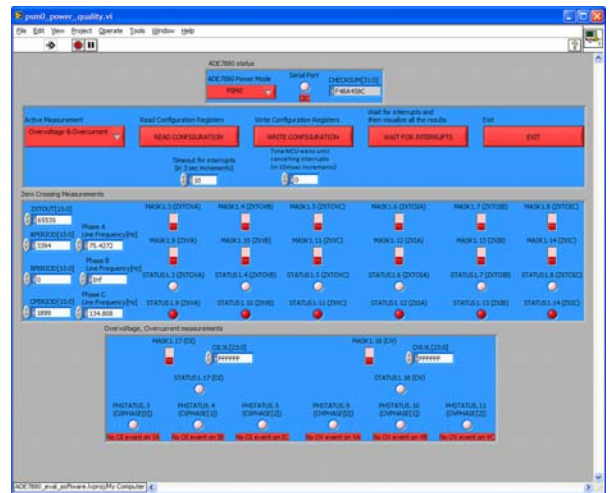 psm0_power_quality.vi
File Edit View Project Operate Tools Window Help
ADE7880 status
ADE7880 Power Mode
PSM0
Serial Port
I2C
CHECKSUM[31:0]
Active Measurement
Overvoltage & Overcurrent
Read Configuration Registers
READ CONFIGURATION
Write Configuration Registers
WRITE CONFIGURATION
Wait for interrupts and
then visualize all the results
WAIT FOR INTERRUPTS
Exit
EXIT
Timeout for interrupts
(in 3 sec increments)
10
Time MCU waits until
cancelling interrupts
(in 10msec increments)
0
Zero Crossing Measurements
ZXTOUT[15:0]
65535
APERIOD[15:0]
3394
Phase A
Line Frequency[Hz]
75.4272
BPERIOD[15:0]
0
Phase B
Line Frequency[Hz]
Inf
CPERIOD[15:0]
1899
Phase C
Line Frequency[Hz]
134.808
MASK1.3 (ZXTOVA) MASK1.4 (ZXTOVB) MASK1.5 (ZXTOVC) MASK1.6 (ZXTOIA) MASK1.7 (ZXTOIB) MASK1.8 (ZXTOIC)
MASK1.9 (ZXVA) MASK1.10 (ZXVB) MASK1.11 (ZXVC) MASK1.12 (ZXIA) MASK1.13 (ZXIB) MASK1.14 (ZXIC)
STATUS1.3 (ZXTOVA) STATUS1.4 (ZXTOVB) STATUS1.5 (ZXTOVC) STATUS1.6 (ZXTOIA) STATUS1.7 (ZXTOIB) STATUS1.8 (ZXTOIC)
STATUS1.9 (ZXVA) STATUS1.10 (ZXVB) STATUS1.11 (ZXVC) STATUS1.12 (ZXIA) STATUS1.13 (ZXIB) STATUS1.14 (ZXIC)
Overvoltage, Overcurrent measurements
MASK1.17 (OI)
OILVL[23:0]
FFFFFF
MASK1.18 (OV)
OVLVL[23:0]
FFFFFF
STATUS1.17 (OI) STATUS1.18 (OV)
PHSTATUS.3 PHSTATUS.4 PHSTATUS.5 PHSTATUS.9 PHSTATUS.10 PHSTATUS.11
(OIPHASE[0]) (OIPHASE[1]) (OIPHASE[2]) (OVPHASE[0]) (OVPHASE[1]) (OVPHASE[2])
No OI event on IA No OI event on IB No OI event on IC No OV event on VA No OV event on VB No OV event on VC
ADE7880_eval_software.lvproj/My Computer